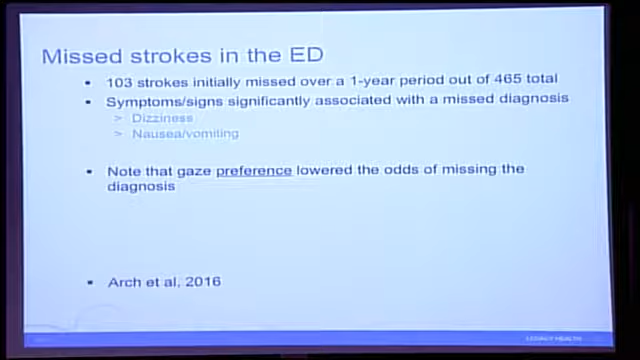 Missed strokes in the ED
▪ 103 strokes initially missed over a 1-year period out of 465 total
▪ Symptoms/signs significantly associated with a missed diagnosis
> Dizziness
> Nausea/vomiting
▪ Note that gaze preference lowered the odds of missing the
diagnosis
▪ Arch et al, 2016
LEGACY HEALTH